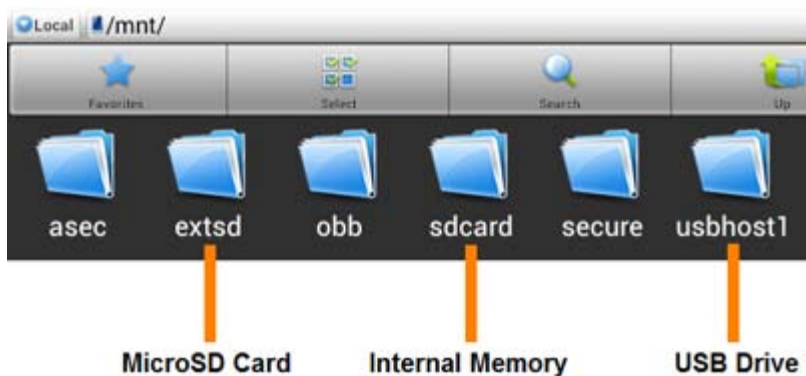 Local /mnt/
Favorites Select Search Up
asec extsd obb sdcard secure usbhost1
MicroSD Card Internal Memory USB Drive